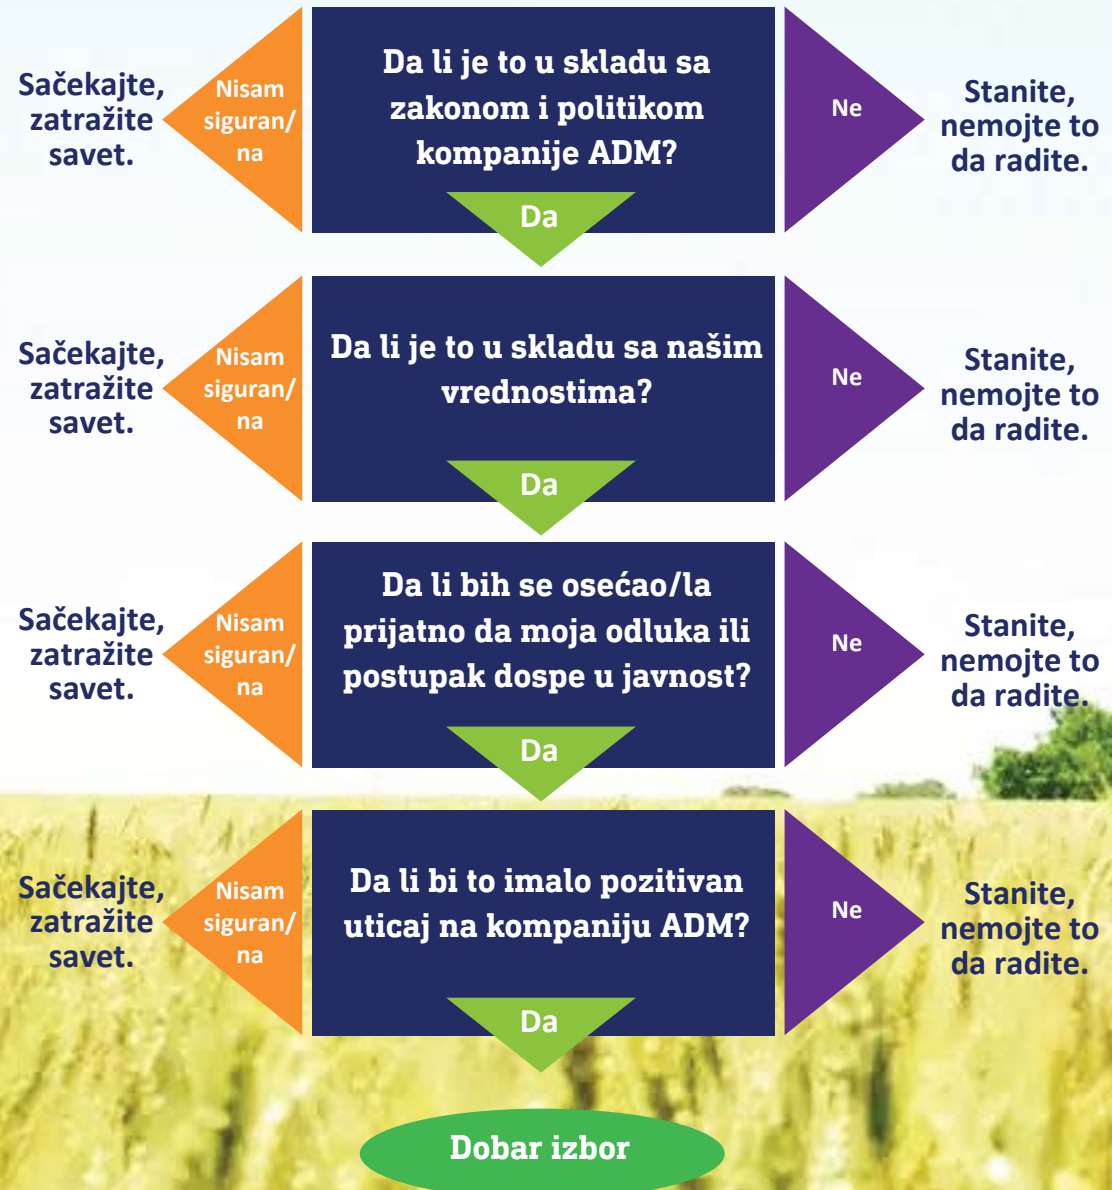 Sačekajte,
zatražite
savet.
Nisam
siguran/
na
Da li je to u skladu sa
zakonom i politikom
kompanije ADM?
Da
Ne
Stanite,
nemojte to
da radite.
Sačekajte,
zatražite
savet.
Nisam
siguran/
na
Da li je to u skladu sa našim
vrednostima?
Da
Ne
Stanite,
nemojte to
da radite.
Sačekajte,
zatražite
savet.
Nisam
siguran/
na
Da li bih se osećao/la
prijatno da moja odluka ili
postupak dospe u javnost?
Da
Ne
Stanite,
nemojte to
da radite.
Sačekajte,
zatražite
savet.
Nisam
siguran/
na
Da li bi to imalo pozitivan
uticaj na kompaniju ADM?
Da
Ne
Stanite,
nemojte to
da radite.
Dobar izbor